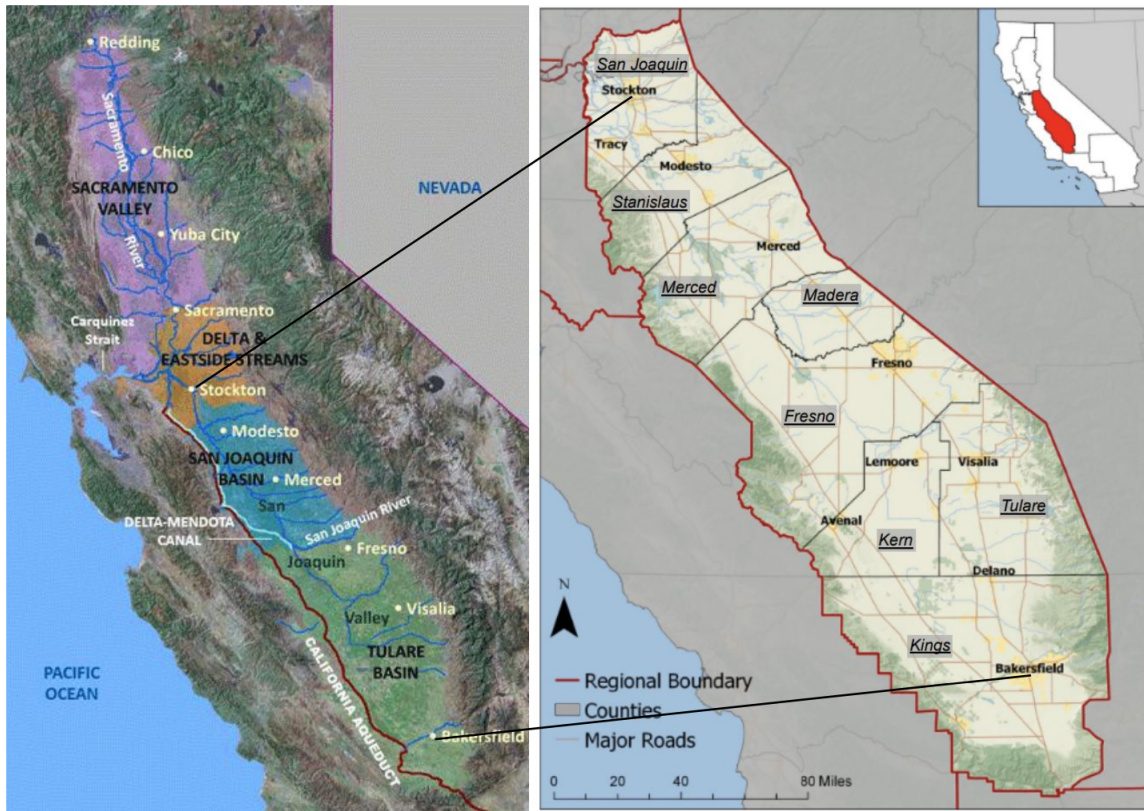 Redding
Sacramento
Chico
SACRAMENTO
VALLEY
NEVADA
River
Yuba City
Sacramento
Carquinez
Strait
DELTA &
EASTSIDE STREAMS
Stockton
Modesto
SAN JOAQUIN
BASIN
Merced
San
DELTA-MENDOTA
CANAL
San Joaquin River
Fresno
Joaquin
Visalia
Valley
TULARE
BASIN
PACIFIC
OCEAN
CALIFORNIA AQUEDUCT
Bakersfield
San Joaquin
Stockton
Tracy
Modesto
Stanislaus
Merced
Merced
Madera
Fresno
Fresno
Lemoore
Visalia
Tulare
Avenal
Kern
Delano
Kings
Bakersfield
N
Regional Boundary
Counties
Major Roads
0 20 40 80 Miles